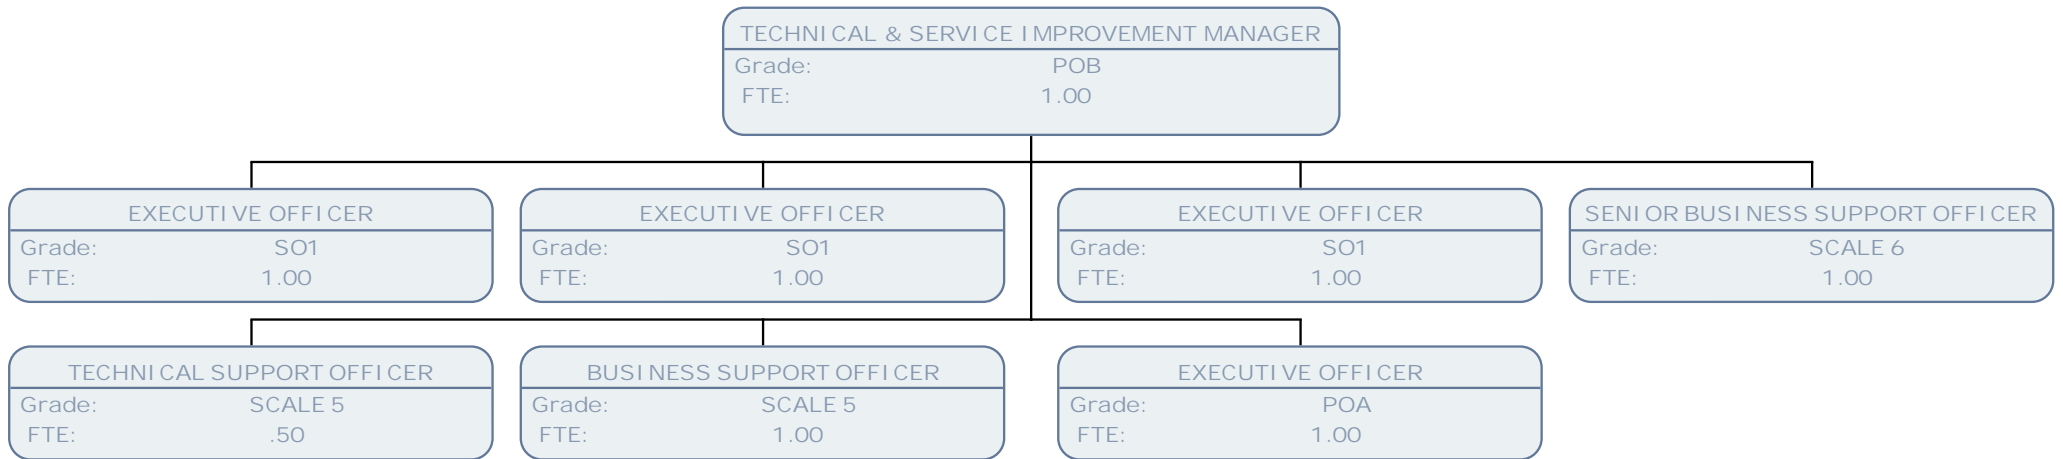 TECHNICAL & SERVICE IMPROVEMENT MANAGER
Grade: POB
FTE: 1.00
EXECUTIVE OFFICER
Grade: SO1
FTE: 1.00
EXECUTIVE OFFICER
Grade: SO1
FTE: 1.00
EXECUTIVE OFFICER
Grade: SO1
FTE: 1.00
SENIOR BUSINESS SUPPORT OFFICER
Grade: SCALE 6
FTE: 1.00
TECHNICAL SUPPORT OFFICER
Grade: SCALE 5
FTE: .50
BUSINESS SUPPORT OFFICER
Grade: SCALE 5
FTE: 1.00
EXECUTIVE OFFICER
Grade: POA
FTE: 1.00